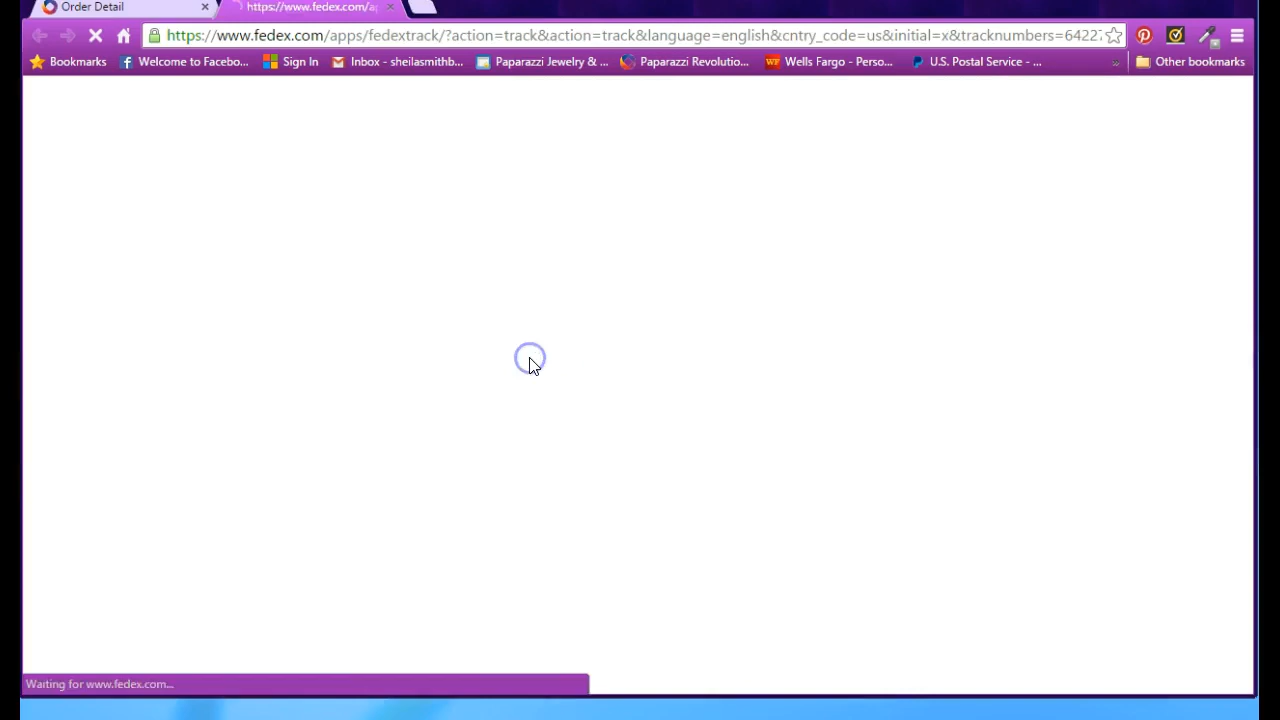 Order Detail https://www.fedex.com/a
https://www.fedex.com/apps/fedextrack/?action=track&action=track&language=english&cntry_code=us&initial=x&tracknumbers=64227
Bookmarks Welcome to Facebo... Sign In Inbox - sheilasmithb... Paparazzi Jewelry & ... Paparazzi Revolutio... WF Wells Fargo - Perso... U.S. Postal Service - ... » Other bookmarks
Waiting for www.fedex.com...